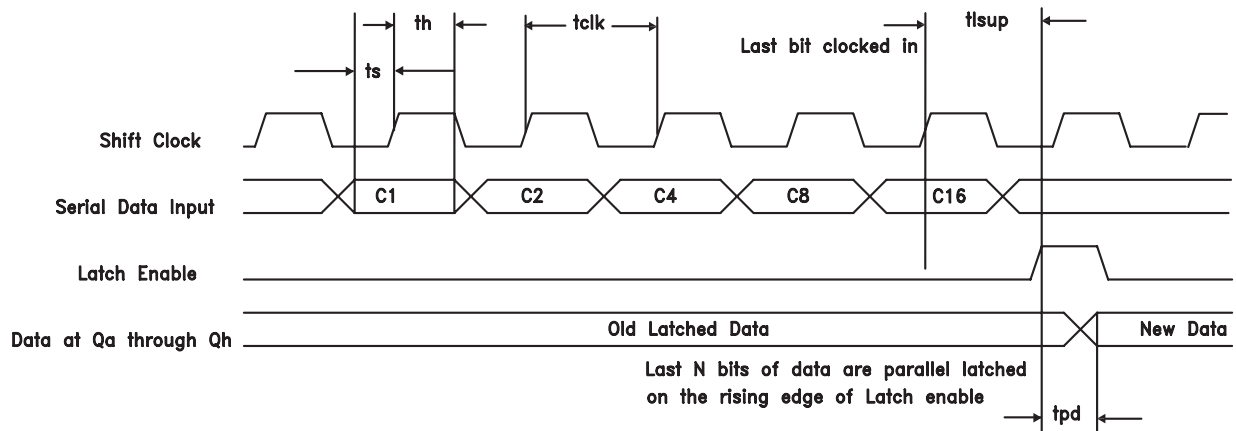 th
tclk
tlsup
Last bit clocked in
ts
Shift Clock
C1
C2
C4
C8
C16
Serial Data Input
Latch Enable
Data at Qa through Qh
Old Latched Data
New Data
Last N bits of data are parallel latched
on the rising edge of Latch enable
tpd